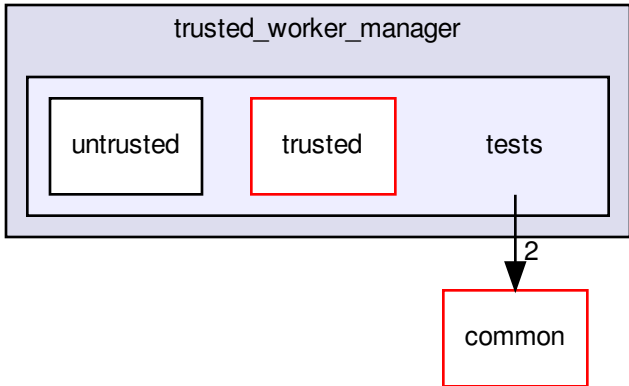 trusted_worker_manager
untrusted
trusted
tests
2
common